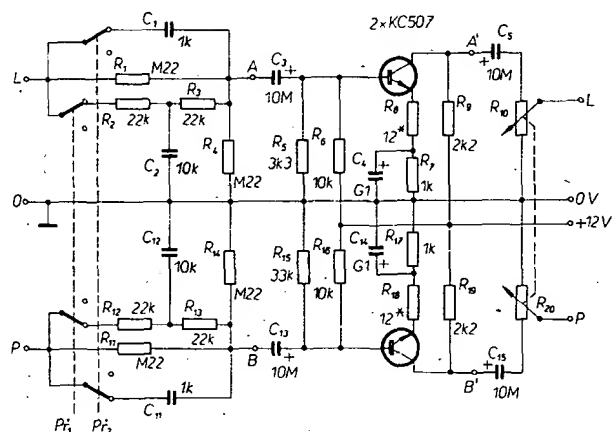 2×KC507
C1
1k
L
R1
M22
R2
22k
R3
22k
C2
10k
R4
M22
A
C3
+
10M
R5
3k3
R6
10k
C4
+
G1
R8
12*
R7
1k
R9
2k2
A'
C5
+
10M
R10
L
0
0V
+12V
C12
10k
R14
M22
R15
33k
R16
10k
C14
G1
+
R17
1k
R18
12*
R19
2k2
R20
P
P
R12
22k
R13
22k
R11
M22
C11
1k
B
C13
+
10M
B'
C15
+
10M
Př1
Př2